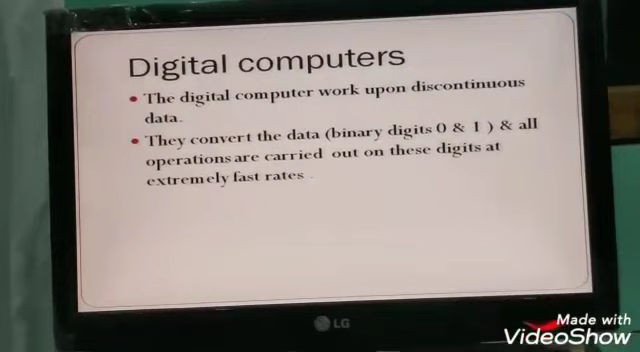 Digital computers
• The digital computer work upon discontinuous
data.
• They convert the data (binary digits 0 & 1 ) & all
operations are carried out on these digits at
extremely fast rates .
LG
Made with
VideoShow